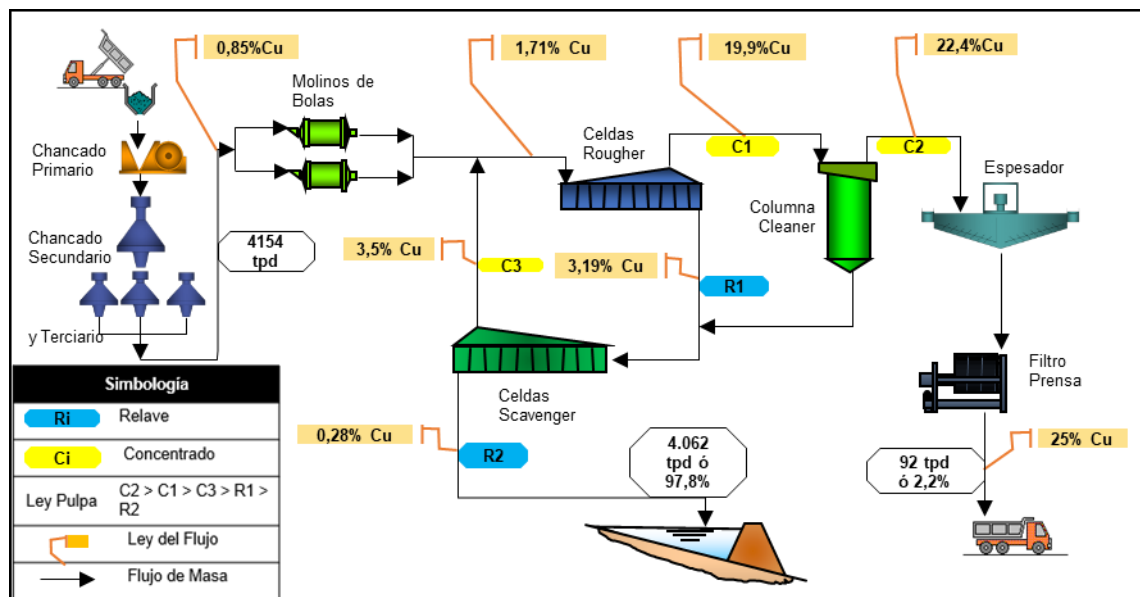 0,85%Cu
1,71% Cu
19,9%Cu
22,4%Cu
Molinos de
Bolas
Chancado
Primario
Celdas
Rougher
C1
C2
Espesador
Columna
Cleaner
Chancado
Secundario
4154
tpd
3,5% Cu
C3
3,19% Cu
R1
y Terciario
Simbología
Ri
Relave
Ci
Concentrado
Ley Pulpa
C2 > C1 > C3 > R1 >
R2
Ley del Flujo
Flujo de Masa
Celdas
Scavenger
0,28% Cu
R2
4.062
tpd ó
97,8%
Filtro
Prensa
25% Cu
92 tpd
ó 2,2%